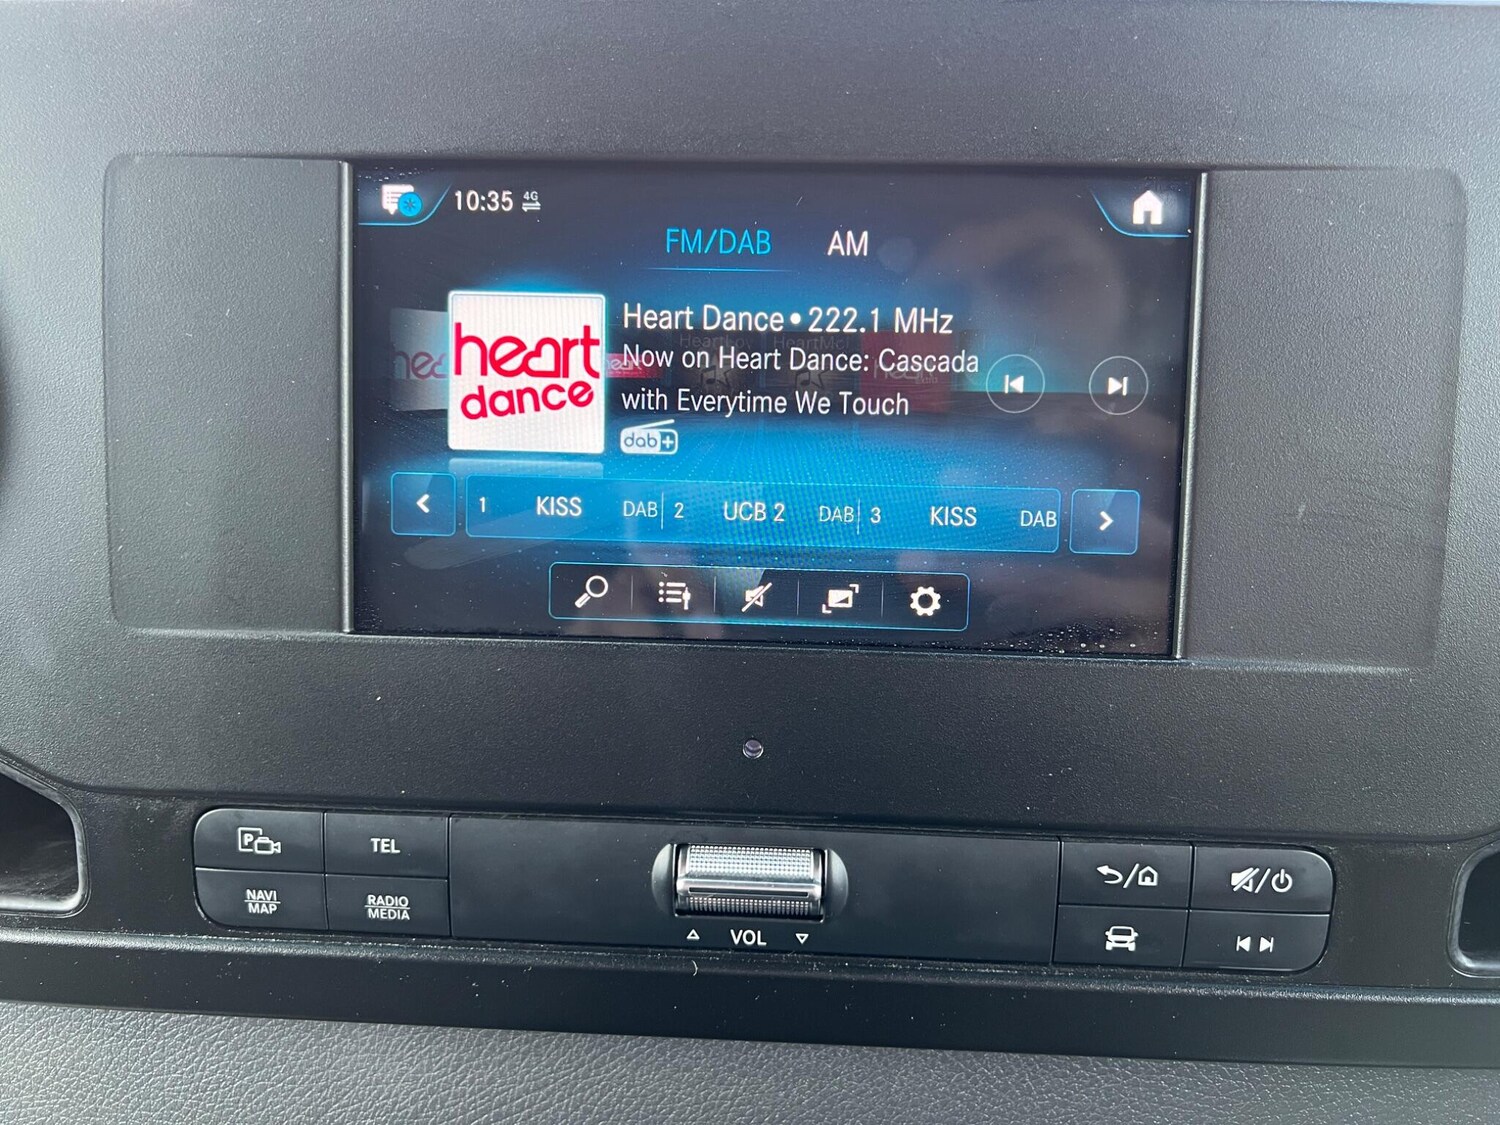 10:35 4G
FM/DAB AM
heart
dance
Heart Dance • 222.1 MHz
Now on Heart Dance: Cascada
with Everytime We Touch
dab+
1 KISS DAB 2 UCB 2 DAB 3 KISS DAB
P
TEL
NAVI
MAP
RADIO
MEDIA
VOL